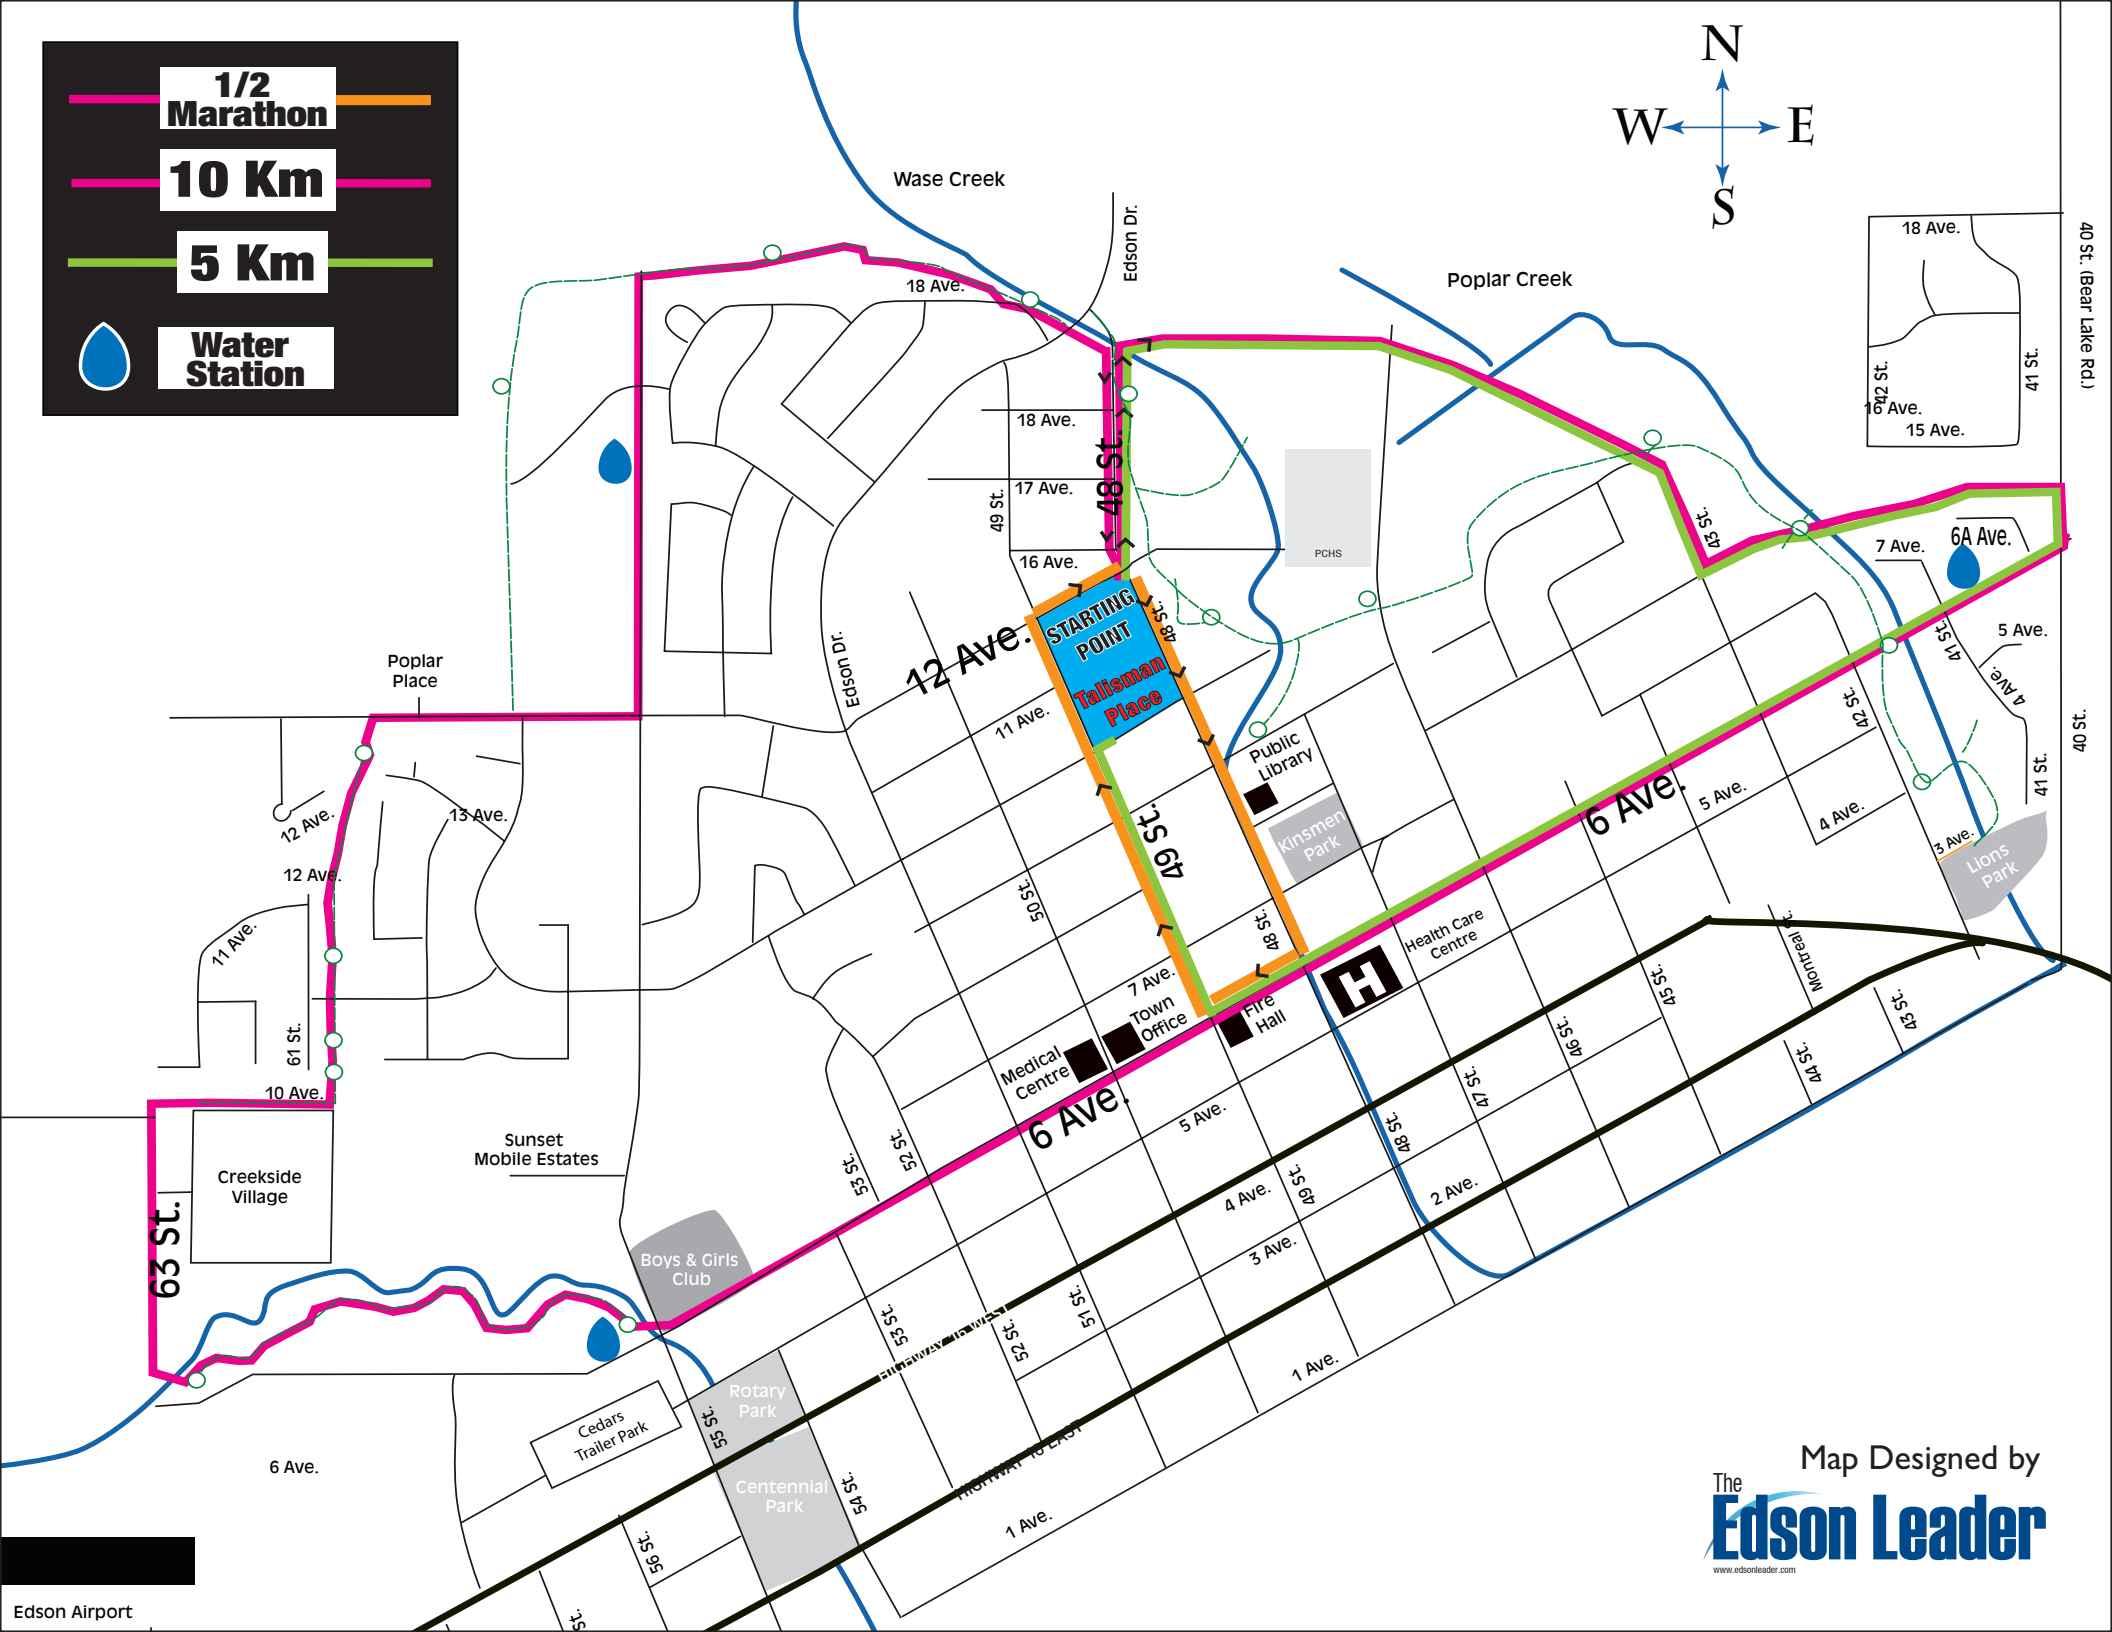 1/2
Marathon
10 Km
5 Km
Water
Station
N
W
E
S
Wase Creek
Edson Dr.
Poplar Creek
18 Ave.
40 St. (Bear Lake Rd.)
42 St.
41 St.
16 Ave.
15 Ave.
18 Ave.
18 Ave.
48 St.
17 Ave.
49 St.
16 Ave.
PCHS
43 St.
7 Ave.
6A Ave.
STARTING
POINT
Talisman
Place
48 St.
12 Ave.
Edson Dr.
11 Ave.
Poplar
Place
Public
Library
Kinsmen
Park
49 St.
50 St.
48 St.
41 St.
5 Ave.
4 Ave.
42 St.
40 St.
41 St.
6 Ave.
5 Ave.
4 Ave.
3 Ave.
Lions
Park
12 Ave.
13 Ave.
12 Ave.
11 Ave.
61 St.
10 Ave.
Health Care
Centre
H
7 Ave.
Town
Office
Fire
Hall
Medical
Centre
6 Ave.
5 Ave.
Montreal St.
45 St.
46 St.
47 St.
48 St.
43 St.
44 St.
Sunset
Mobile Estates
Creekside
Village
63 St.
53 St.
52 St.
49 St.
4 Ave.
3 Ave.
2 Ave.
Boys & Girls
Club
53 St.
52 St.
51 St.
HIGHWAY 16 WEST
1 Ave.
Rotary
Park
Cedars
Trailer Park
55 St.
Centennial
Park
54 St.
HIGHWAY 16 EAST
1 Ave.
6 Ave.
56 St.
St.
Edson Airport
Map Designed by
The
Edson Leader
www.edsonleader.com